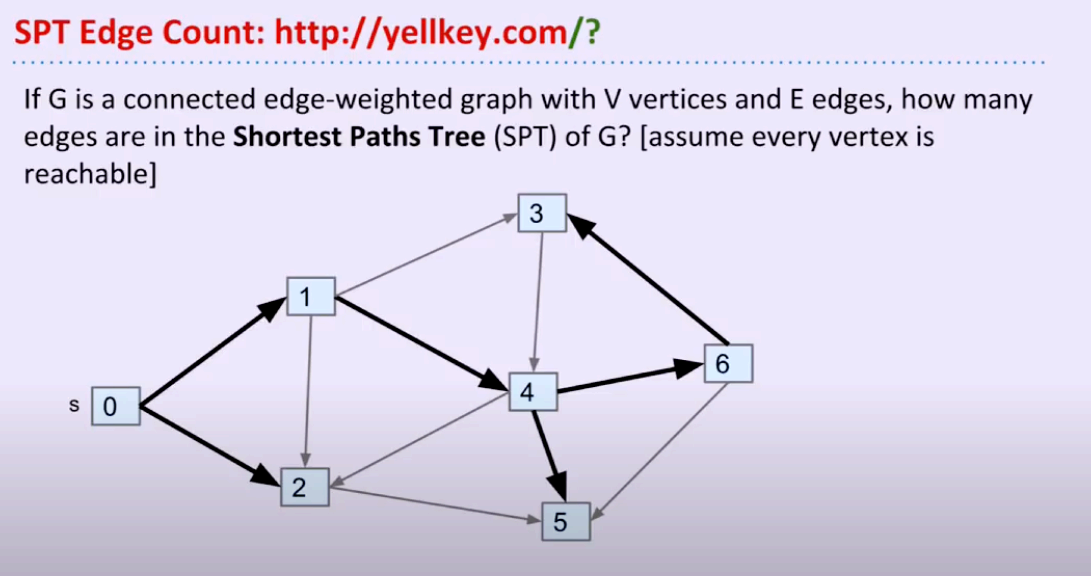 SPT Edge Count: http://yellkey.com/?
If G is a connected edge-weighted graph with V vertices and E edges, how many
edges are in the Shortest Paths Tree (SPT) of G? [assume every vertex is
reachable]
3
1
6
s 0
4
2
5